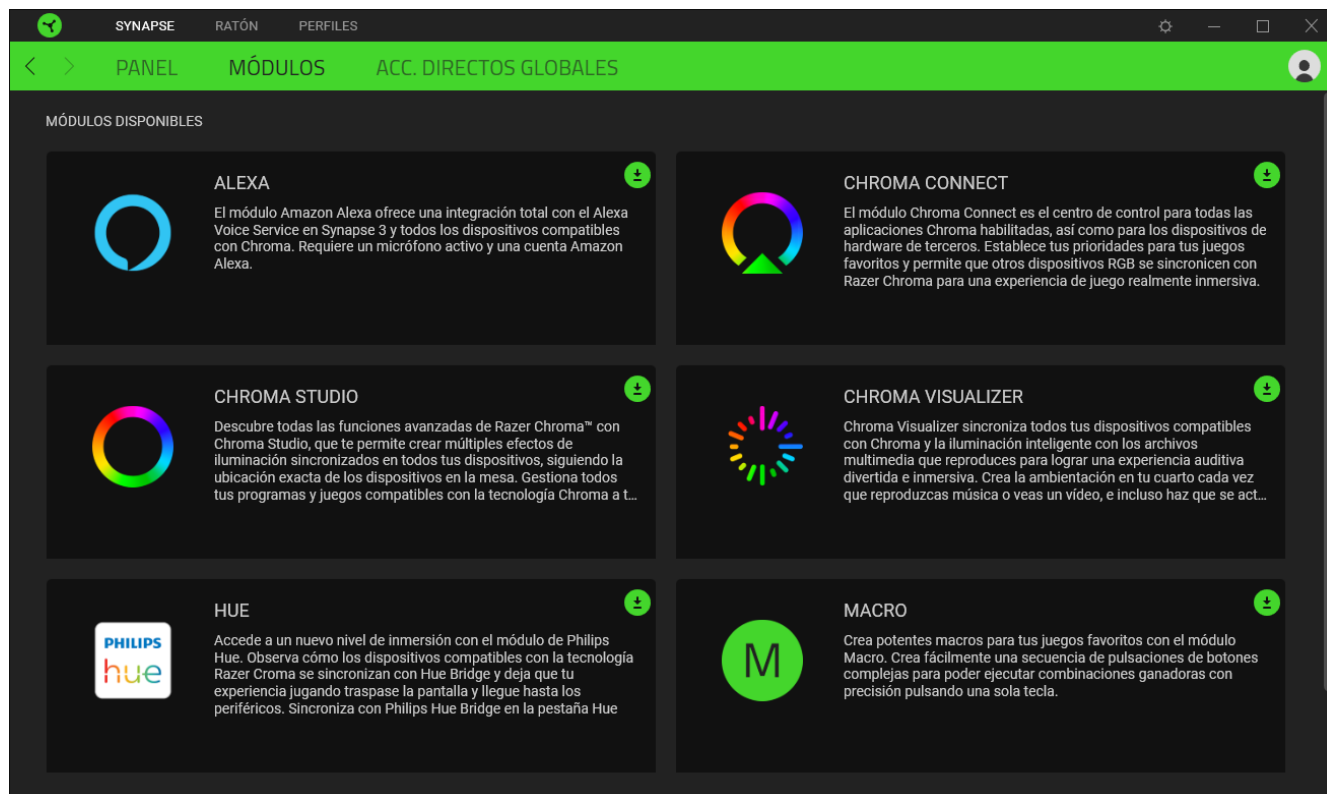 SYNAPSE RATÓN PERFILES
PANEL MÓDULOS ACC. DIRECTOS GLOBALES
MÓDULOS DISPONIBLES
ALEXA
El módulo Amazon Alexa ofrece una integración total con el Alexa
Voice Service en Synapse 3 y todos los dispositivos compatibles
con Chroma. Requiere un micrófono activo y una cuenta Amazon
Alexa.
CHROMA CONNECT
El módulo Chroma Connect es el centro de control para todas las
aplicaciones Chroma habilitadas, así como para los dispositivos de
hardware de terceros. Establece tus prioridades para tus juegos
favoritos y permite que otros dispositivos RGB se sincronicen con
Razer Chroma para una experiencia de juego realmente inmersiva.
CHROMA STUDIO
Descubre todas las funciones avanzadas de Razer Chroma™ con
Chroma Studio, que te permite crear múltiples efectos de
iluminación sincronizados en todos tus dispositivos, siguiendo la
ubicación exacta de los dispositivos en la mesa. Gestiona todos
tus programas y juegos compatibles con la tecnología Chroma a t...
CHROMA VISUALIZER
Chroma Visualizer sincroniza todos tus dispositivos compatibles
con Chroma y la iluminación inteligente con los archivos
multimedia que reproduces para lograr una experiencia auditiva
divertida e inmersiva. Crea la ambientación en tu cuarto cada vez
que reproduzcas música o veas un vídeo, e incluso haz que se act...
PHILIPS
hue
HUE
Accede a un nuevo nivel de inmersión con el módulo de Philips
Hue. Observa cómo los dispositivos compatibles con la tecnología
Razer Croma se sincronizan con Hue Bridge y deja que tu
experiencia jugando traspase la pantalla y llegue hasta los
periféricos. Sincroniza con Philips Hue Bridge en la pestaña Hue
M
MACRO
Crea potentes macros para tus juegos favoritos con el módulo
Macro. Crea fácilmente una secuencia de pulsaciones de botones
complejas para poder ejecutar combinaciones ganadoras con
precisión pulsando una sola tecla.